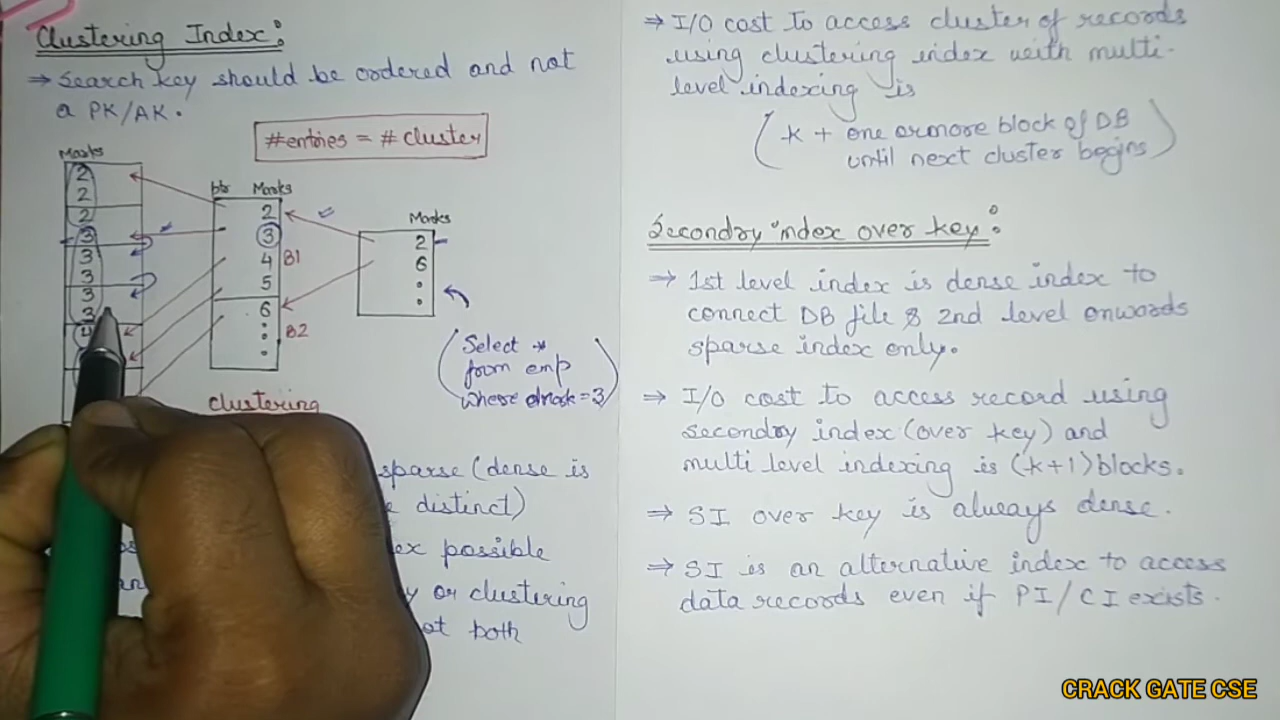 Clustering Index:
→ Search key should be ordered and not
a PK/AK.
#entries = # cluster
Marks
2
2
2
3
3
3
3
3
4
ptr Marks
2
3
4 B1
5
6
B2
Marks
2
6
(Select *
from emp
where = 3)
clustering
sparse (dense is
distinct)
possible
or clustering
both
→ I/O cost to access cluster of records
using clustering index with multi-
level indexing is
(k + one or more block of DB
until next cluster begins)
Secondry index over key:
→ 1st level index is dense index to
connect DB file & 2nd level onwords
sparse index only.
→ I/O cost to access record using
secondry index (over key) and
multi level indexing is (k+1) blocks.
→ SI over key is always dense.
→ SI is an alternative index to access
data records even if PI/CI exists.
CRACK GATE CSE